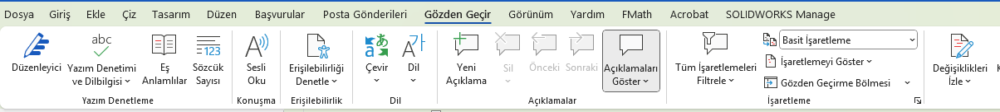 Dosya Giriş Ekle Çiz Tasarım Düzen Başvurular Posta Gönderileri Gözden Geçir Görünüm Yardım FMath Acrobat SOLIDWORKS Manage
Düzenleyici
abc
Yazım Denetimi
ve Dilbilgisi
Eş
Anlamlılar
123
Sözcük
Sayısı
Yazım Denetleme
A
Sesli
Oku
Konuşma
Erişilebilirliği
Denetle
Erişilebilirlik
Çevir
Dil
Dil
Yeni
Açıklama
Sil
Önceki
Sonraki
Açıklamaları
Göster
Açıklamalar
Tüm İşaretlemeleri
Filtrele
Basit İşaretleme
İşaretlemeyi Göster
Gözden Geçirme Bölmesi
İşaretleme
Değişiklikleri
İzle